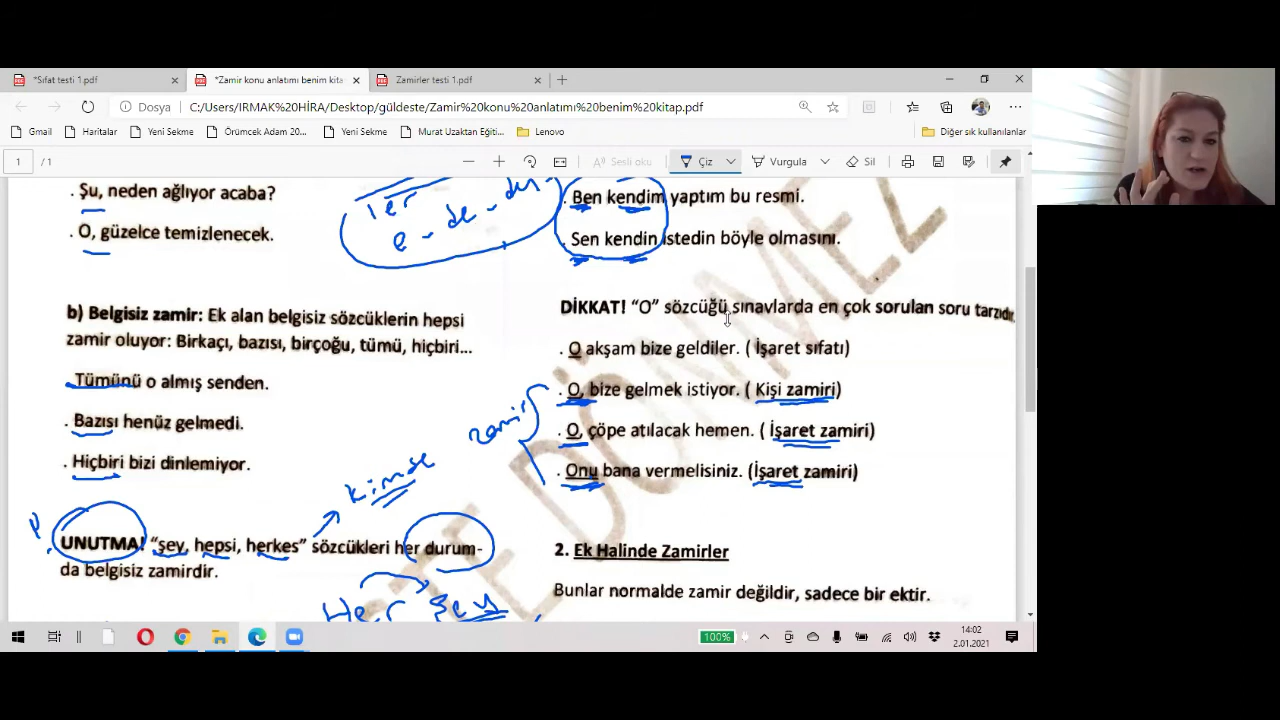 *Sıfat testi 1.pdf
*Zamir konu anlatımı benim kita
Zamirler testi 1.pdf
Dosya C:/Users/IRMAK%20HİRA/Desktop/güldeste/Zamir%20konu%20anlatımı%20benim%20kitap.pdf
Gmail Haritalar Yeni Sekme Örümcek Adam 20... Yeni Sekme Murat Uzaktan Eğiti... Lenovo Diğer sık kullanılanlar
1 /1 Sesli oku Çiz Vurgula Sil
. Şu, neden ağlıyor acaba?
. O, güzelce temizlenecek.
b) Belgisiz zamir: Ek alan belgisiz sözcüklerin hepsi
zamir oluyor: Birkaçı, bazısı, birçoğu, tümü, hiçbiri...
. Tümünü o almış senden.
. Bazısı henüz gelmedi.
. Hiçbiri bizi dinlemiyor.
kimse
UNUTMA! "şey, hepsi, herkes" sözcükleri her durum-
da belgisiz zamirdir.
Her şey
e - de - den
. Ben kendim yaptım bu resmi.
. Sen kendin istedin böyle olmasını.
DİKKAT! "O" sözcüğü sınavlarda en çok sorulan soru tarzıdır.
. O akşam bize geldiler. ( İşaret sıfatı)
. O, bize gelmek istiyor. ( Kişi zamiri)
zamir
. O, çöpe atılacak hemen. ( İşaret zamiri)
. Onu bana vermelisiniz. (İşaret zamiri)
2. Ek Halinde Zamirler
Bunlar normalde zamir değildir, sadece bir ektir.
100%
14:02
2.01.2021